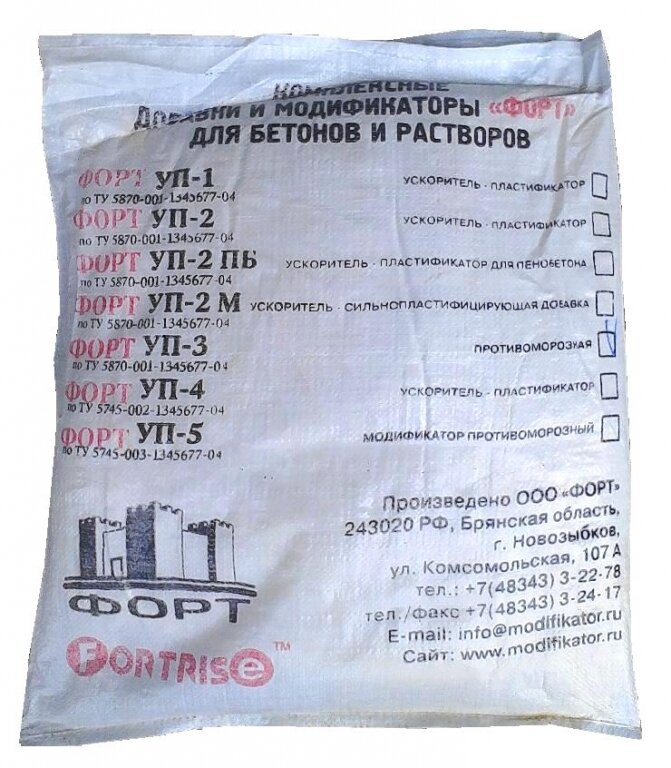 КОМПЛЕКСНЫЕ
ДОБАВКИ И МОДИФИКАТОРЫ «ФОРТ»
ДЛЯ БЕТОНОВ И РАСТВОРОВ
ФОРТ УП-1 УСКОРИТЕЛЬ - ПЛАСТИФИКАТОР
по ТУ 5870-001-1345677-04
ФОРТ УП-2 УСКОРИТЕЛЬ - ПЛАСТИФИКАТОР
по ТУ 5870-001-1345677-04
ФОРТ УП-2 ПБ УСКОРИТЕЛЬ - ПЛАСТИФИКАТОР ДЛЯ ПЕНОБЕТОНА
по ТУ 5870-001-1345677-04
ФОРТ УП-2 М УСКОРИТЕЛЬ - СИЛЬНОПЛАСТИФИЦИРУЮЩАЯ ДОБАВКА
по ТУ 5870-001-1345677-04
ФОРТ УП-3 ПРОТИВОМОРОЗНАЯ
по ТУ 5870-001-1345677-04
ФОРТ УП-4 УСКОРИТЕЛЬ - ПЛАСТИФИКАТОР
по ТУ 5745-002-1345677-04
ФОРТ УП-5 МОДИФИКАТОР ПРОТИВОМОРОЗНЫЙ
по ТУ 5745-003-1345677-04
Произведено ООО «ФОРТ»
243020 РФ, Брянская область,
г. Новозыбков,
ул. Комсомольская, 107 А
тел.: +7(48343) 3-22-78
тел./факс +7(48343) 3-24-17
E-mail: info@modifikator.ru
Сайт: www.modifikator.ru
ФОРТ
FORTRISe™